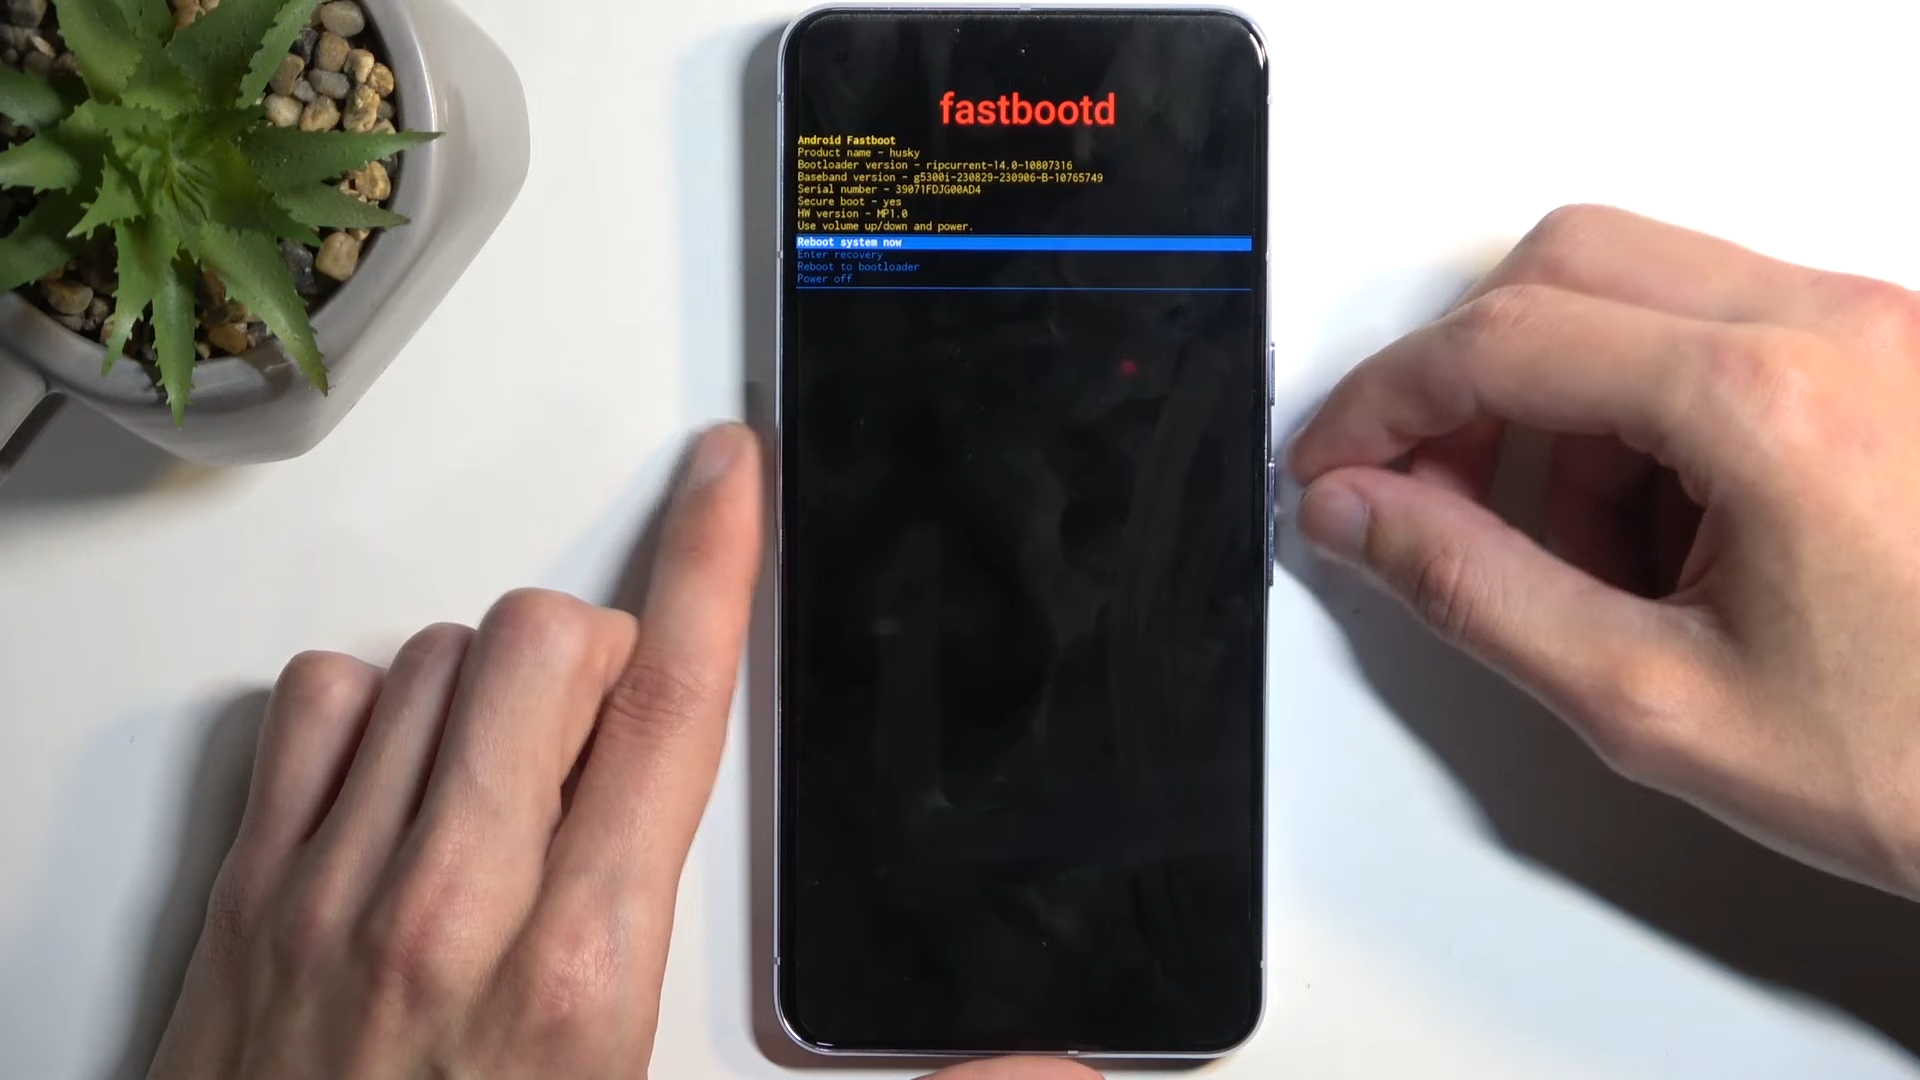 fastbootd
Android Fastboot
Product name - husky
Bootloader version - ripcurrent-14.0-10807316
Baseband version - g5300i-230829-230906-B-10765749
Serial number - 39071FDJG00AD4
Secure boot - yes
HW version - MP1.0
Use volume up/down and power.
Reboot system now
Enter recovery
Reboot to bootloader
Power off